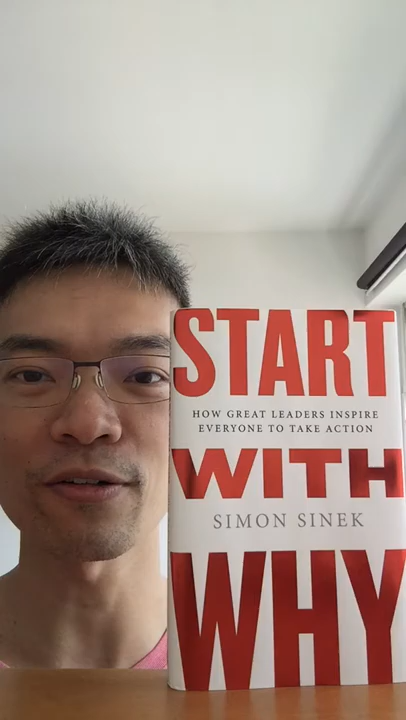 START
HOW GREAT LEADERS INSPIRE
EVERYONE TO TAKE ACTION
WITH
SIMON SINEK
WHY